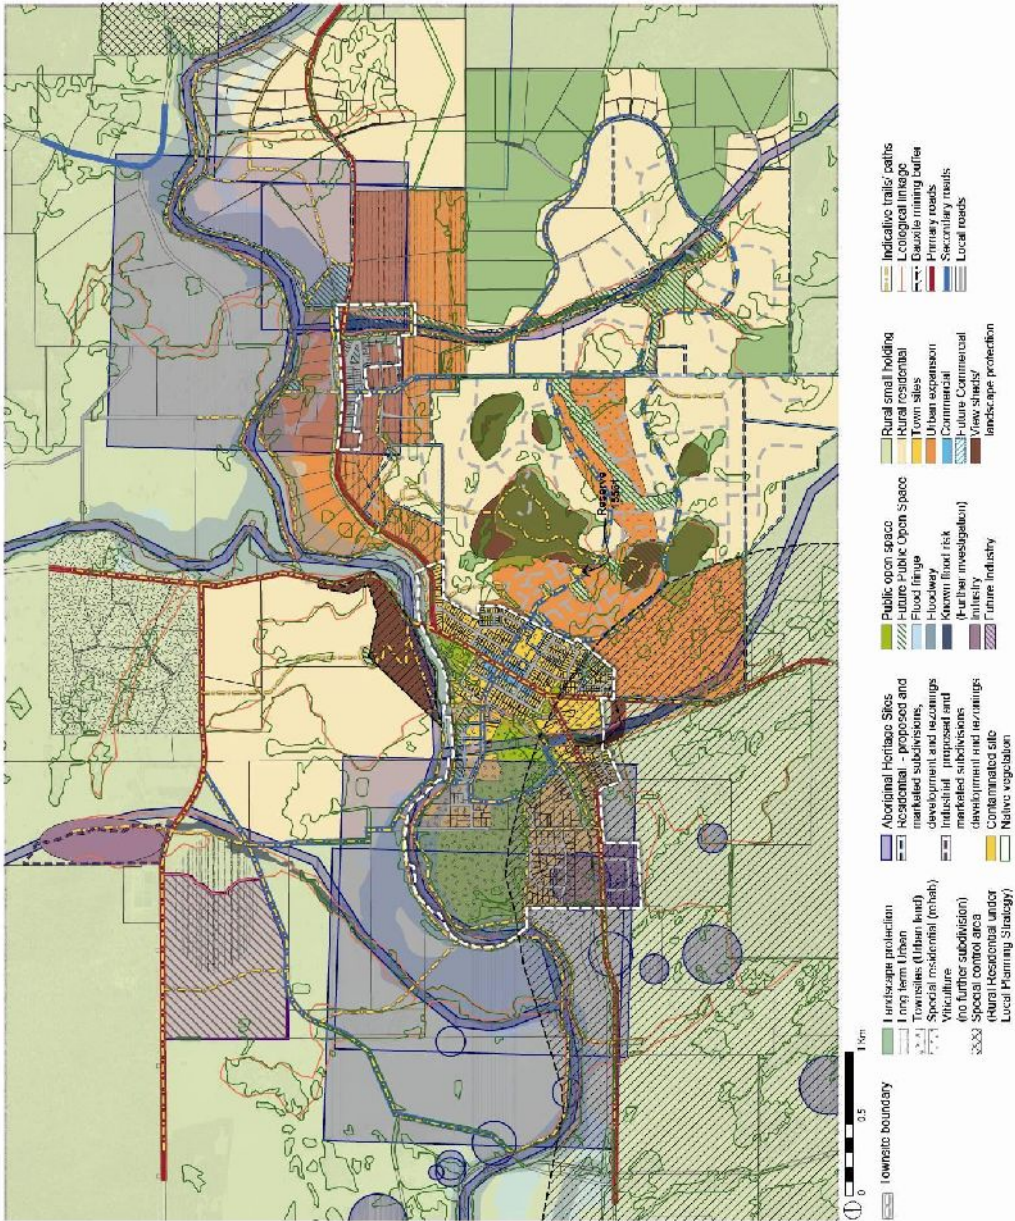 Reserve
0
0.5
1 Km
Townsite boundary
Landscape protection
Long term Urban
Townsites (Urban land)
Special residential (rehab)
Viticulture
(no further subdivision)
Special control area
(Rural Residential under
Local Planning Strategy)
Aboriginal Heritage Sites
Residential - proposed and
marketed subdivisions,
development and rezonings
Industrial proposed and
marketed subdivisions
development and rezonings
Contaminated site
Native vegetation
Public open space
Future Public Open Space
Flood fringe
Floodway
Known flood risk
(Further investigation)
Industry
Future Industry
Rural small holding
Rural residential
Town sites
Urban expansion
Commercial
Future Commercial
View sheds/
landscape protection
Indicative trails/ paths
Ecological linkage
Bauxite mining buffer
Primary roads
Secondary roads
Local roads